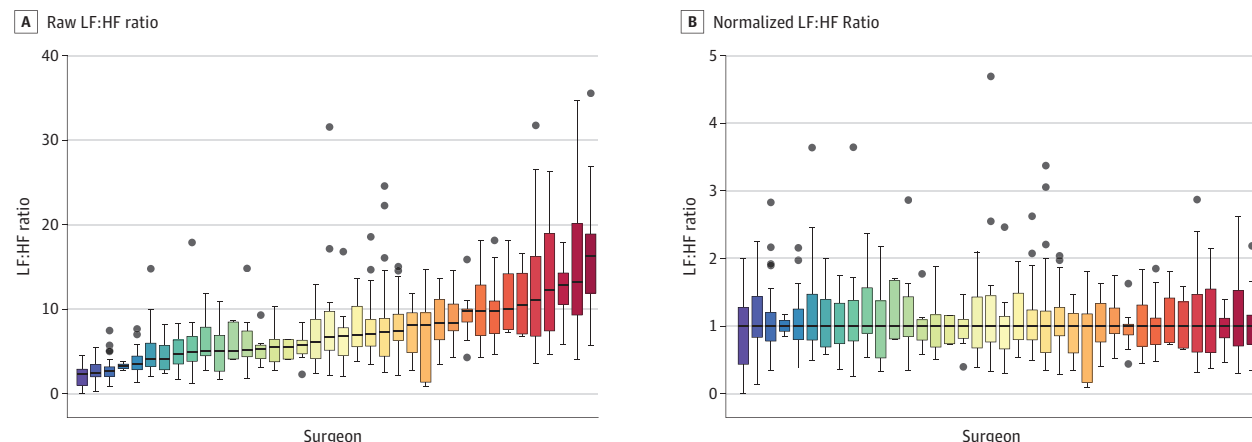 A Raw LF:HF ratio
40
30
20
10
0
LF:HF ratio
Surgeon
B Normalized LF:HF Ratio
5
4
3
2
1
0
LF:HF ratio
Surgeon